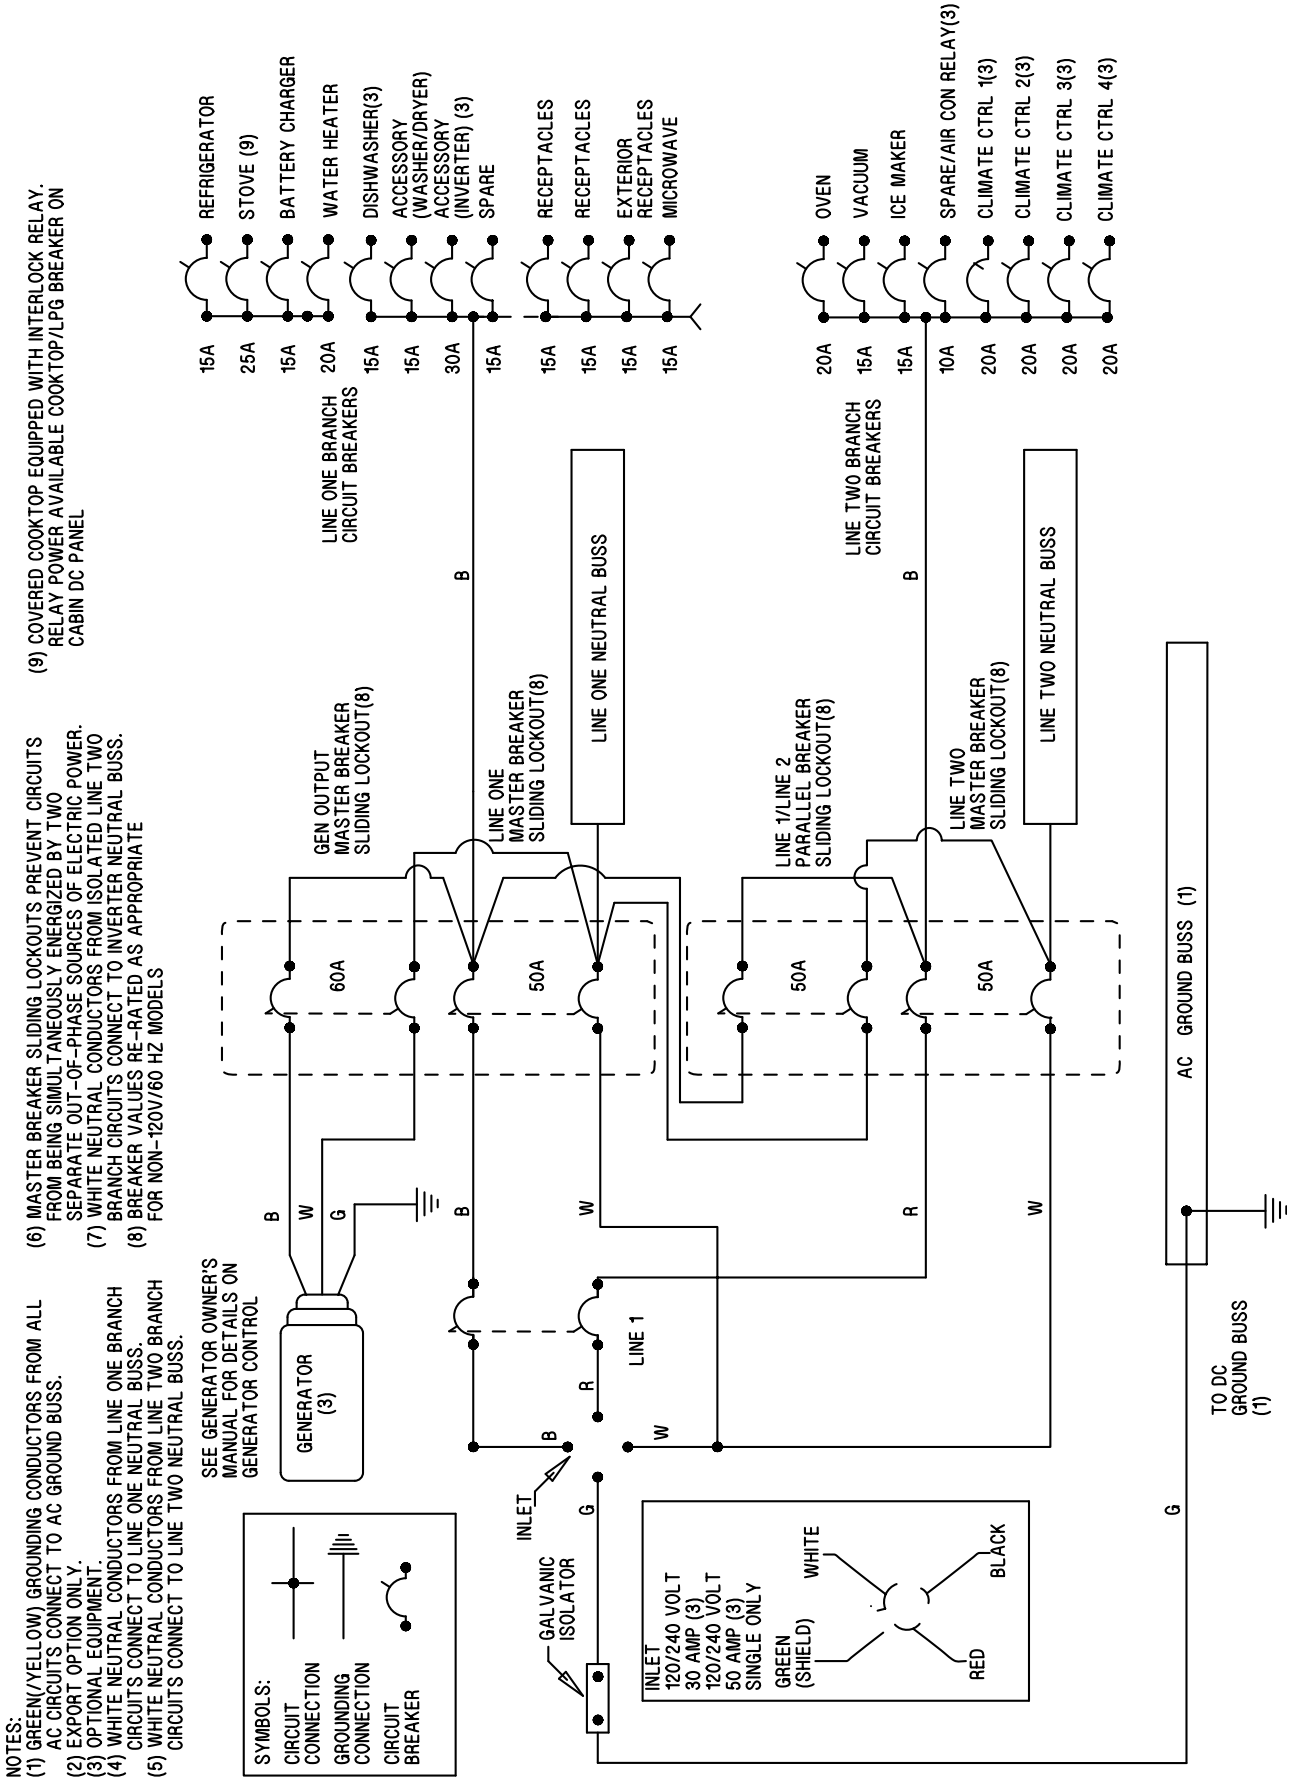 NOTES:
(1) GREEN(/YELLOW) GROUNDING CONDUCTORS FROM ALL
AC CIRCUITS CONNECT TO AC GROUND BUSS.
(2) EXPORT OPTION ONLY.
(3) OPTIONAL EQUIPMENT.
(4) WHITE NEUTRAL CONDUCTORS FROM LINE ONE BRANCH
CIRCUITS CONNECT TO LINE ONE NEUTRAL BUSS.
(5) WHITE NEUTRAL CONDUCTORS FROM LINE TWO BRANCH
CIRCUITS CONNECT TO LINE TWO NEUTRAL BUSS.
(6) MASTER BREAKER SLIDING LOCKOUTS PREVENT CIRCUITS
FROM BEING SIMULTANEOUSLY ENERGIZED BY TWO
SEPARATE OUT-OF-PHASE SOURCES OF ELECTRIC POWER.
(7) WHITE NEUTRAL CONDUCTORS FROM ISOLATED LINE TWO
BRANCH CIRCUITS CONNECT TO INVERTER NEUTRAL BUSS.
(8) BREAKER VALUES RE-RATED AS APPROPRIATE
FOR NON-120V/60 HZ MODELS
(9) COVERED COOKTOP EQUIPPED WITH INTERLOCK RELAY.
RELAY POWER AVAILABLE COOKTOP/LPG BREAKER ON
CABIN DC PANEL
SYMBOLS:
CIRCUIT
CONNECTION
GROUNDING
CONNECTION
CIRCUIT
BREAKER
SEE GENERATOR OWNER'S
MANUAL FOR DETAILS ON
GENERATOR CONTROL
GENERATOR
(3)
B
W
G
GEN OUTPUT
MASTER BREAKER
SLIDING LOCKOUT(8)
60A
LINE ONE
MASTER BREAKER
SLIDING LOCKOUT(8)
50A
LINE 1/LINE 2
PARALLEL BREAKER
SLIDING LOCKOUT(8)
50A
LINE TWO
MASTER BREAKER
SLIDING LOCKOUT(8)
50A
B
W
R
W
LINE 1
R
B
W
G
INLET
GALVANIC
ISOLATOR
INLET
120/240 VOLT
30 AMP (3)
120/240 VOLT
50 AMP (3)
SINGLE ONLY
GREEN
(SHIELD)
WHITE
RED
BLACK
LINE ONE BRANCH
CIRCUIT BREAKERS
B
LINE ONE NEUTRAL BUSS
15A REFRIGERATOR
25A STOVE (9)
15A BATTERY CHARGER
20A WATER HEATER
15A DISHWASHER(3)
15A ACCESSORY
(WASHER/DRYER)
30A ACCESSORY
(INVERTER) (3)
15A SPARE
15A RECEPTACLES
15A RECEPTACLES
15A EXTERIOR
RECEPTACLES
15A MICROWAVE
LINE TWO BRANCH
CIRCUIT BREAKERS
B
LINE TWO NEUTRAL BUSS
20A OVEN
15A VACUUM
15A ICE MAKER
10A SPARE/AIR CON RELAY(3)
20A CLIMATE CTRL 1(3)
20A CLIMATE CTRL 2(3)
20A CLIMATE CTRL 3(3)
20A CLIMATE CTRL 4(3)
AC GROUND BUSS (1)
TO DC
GROUND BUSS
(1)
G